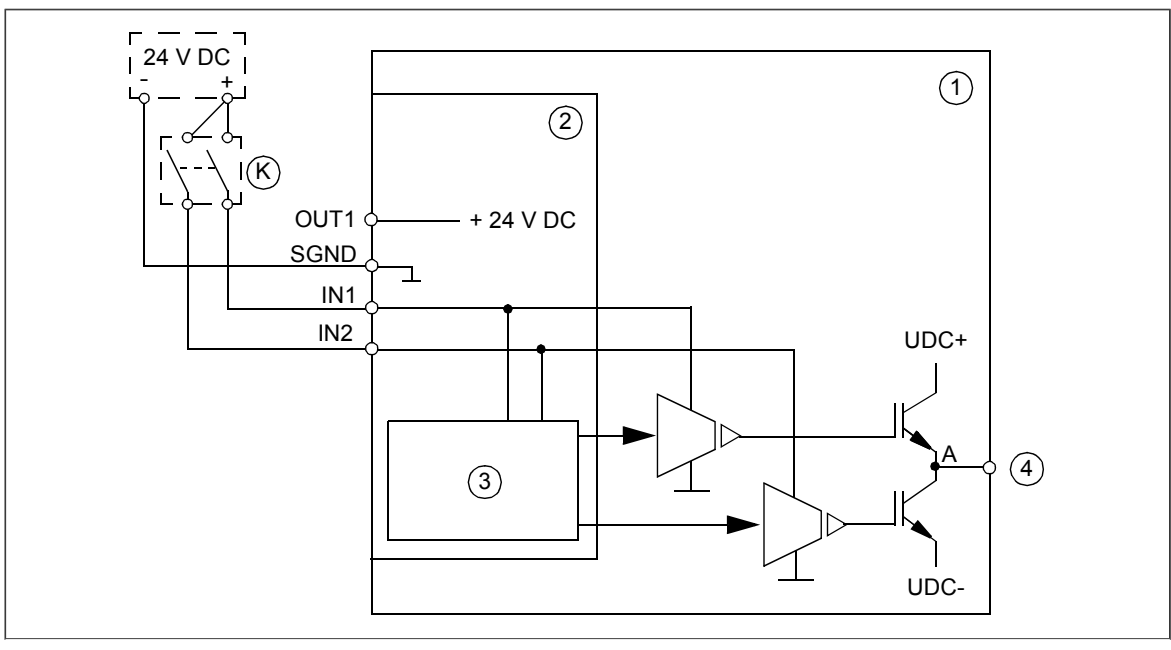 24 V DC
- +
1
2
K
OUT1
+ 24 V DC
SGND
IN1
IN2
UDC+
A
4
3
UDC-